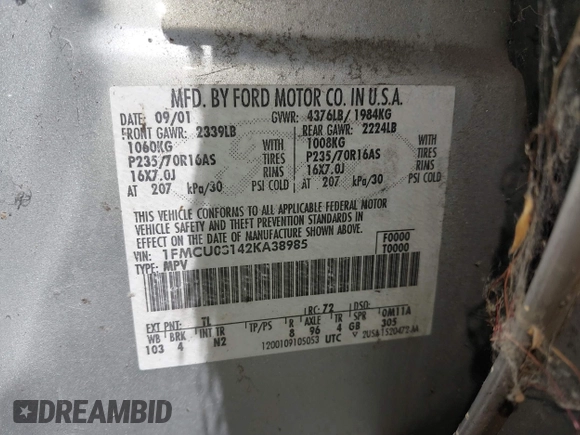 MFD. BY FORD MOTOR CO. IN U.S.A.
DATE: 09/01 GVWR: 4376LB/ 1984KG
FRONT GAWR: 2339LB REAR GAWR: 2224LB
1060KG WITH 1008KG WITH
P235/70R16AS TIRES P235/70R16AS TIRES
16X7.0J RIMS 16X7.0J RIMS
AT 207 kPa/30 PSI COLD AT 207 kPa/30 PSI COLD
THIS VEHICLE CONFORMS TO ALL APPLICABLE FEDERAL MOTOR
VEHICLE SAFETY AND THEFT PREVENTION STANDARDS IN
EFFECT ON THE DATE OF MANUFACTURE SHOWN ABOVE.
VIN: 1FMCU03142KA38985 F0000
TYPE: MPV T0000
RC: 72 DSO:
EXT PNT: TL
WB BRK INT TR TP/PS R AXLE TR SPR 0M11A
103 4 N2 8 96 4 GB 305
1200109105053 UTC
DREAMBID